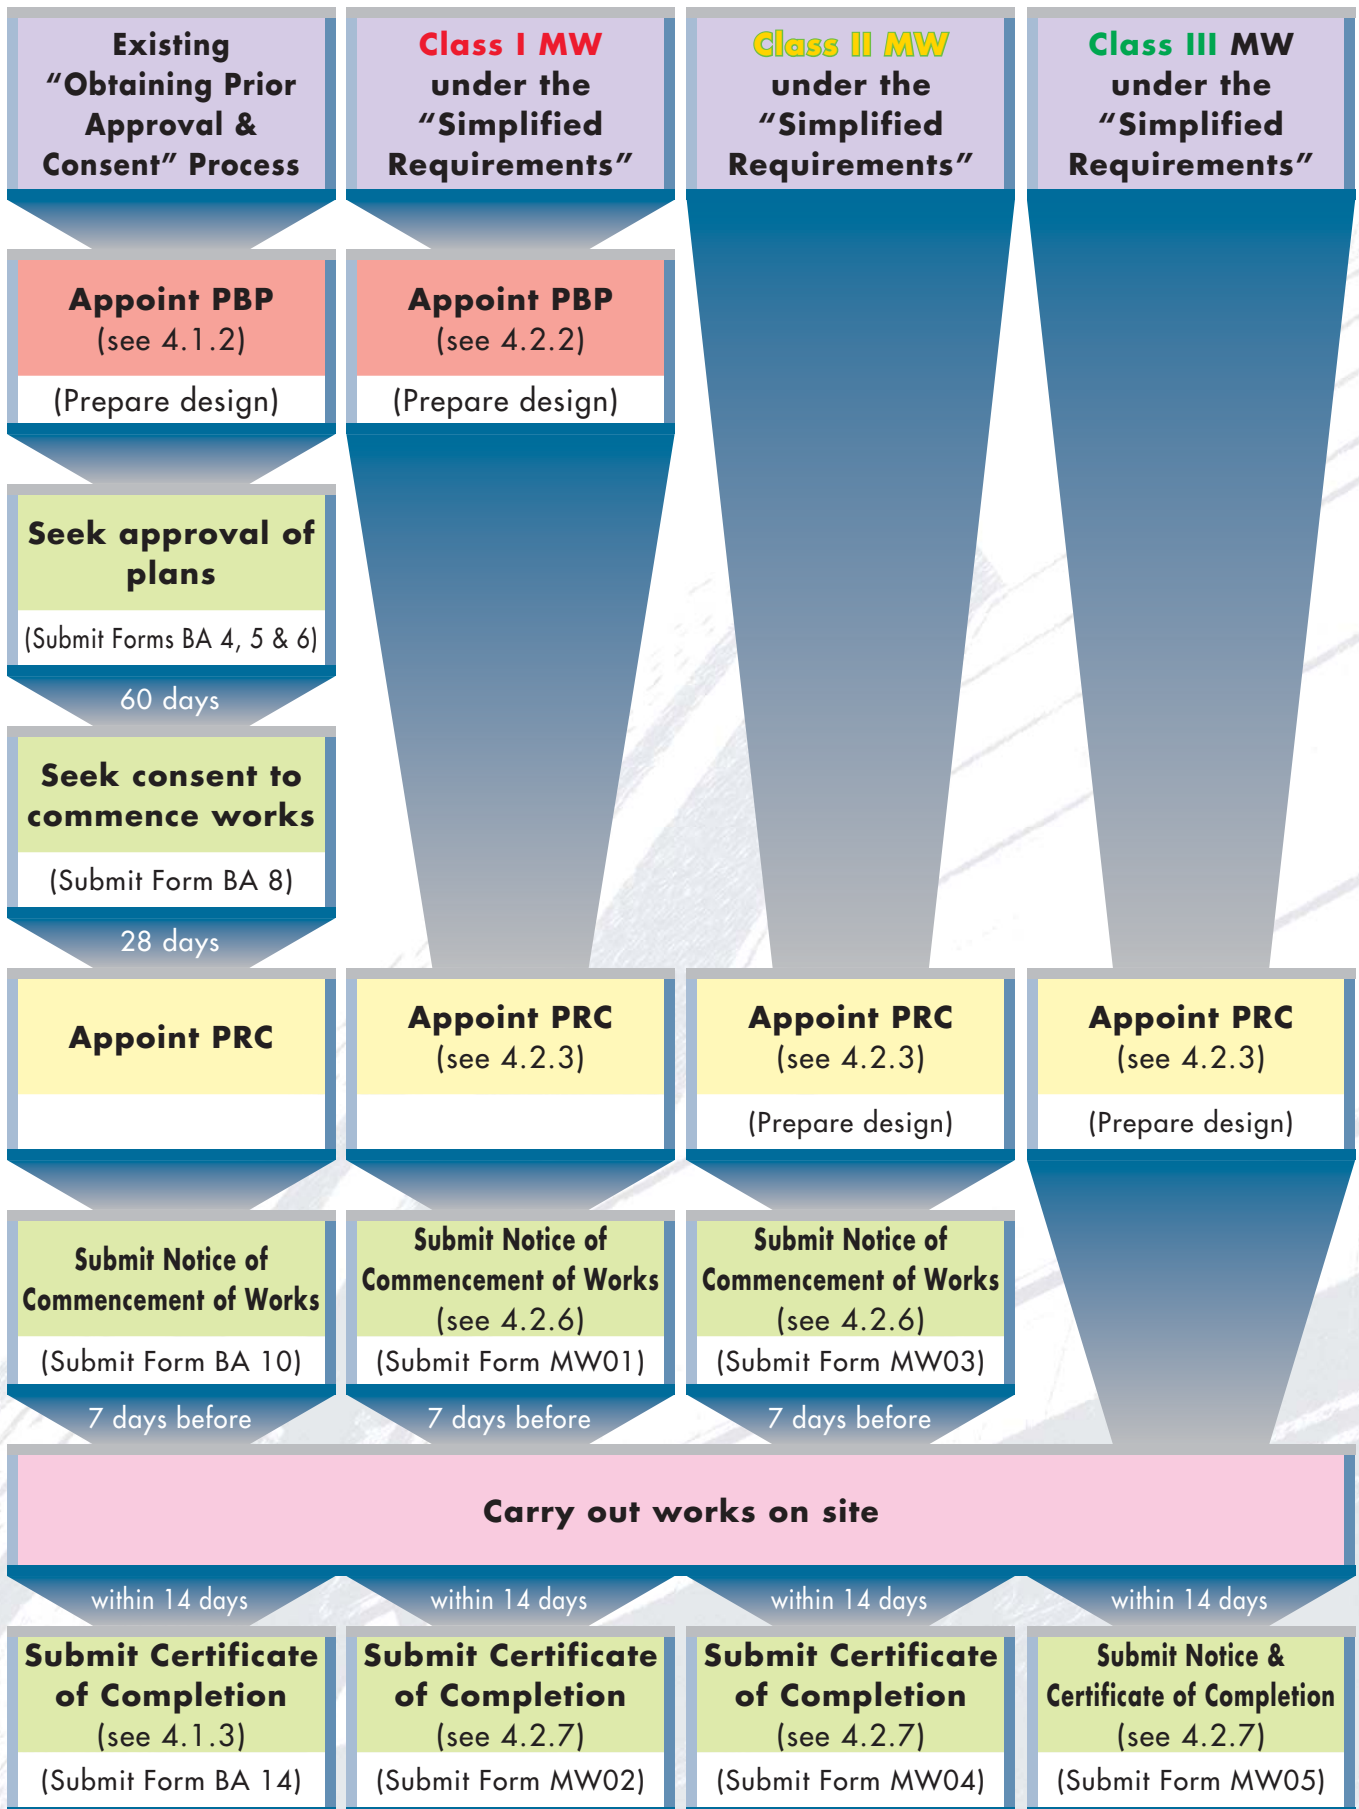 Existing
“Obtaining Prior
Approval &
Consent” Process
Class I MW
under the
“Simplified
Requirements”
Class II MW
under the
“Simplified
Requirements”
Class III MW
under the
“Simplified
Requirements”
Appoint PBP
(see 4.1.2)
(Prepare design)
Appoint PBP
(see 4.2.2)
(Prepare design)
Seek approval of
plans
(Submit Forms BA 4, 5 & 6)
60 days
Seek consent to
commence works
(Submit Form BA 8)
28 days
Appoint PRC
Appoint PRC
(see 4.2.3)
Appoint PRC
(see 4.2.3)
(Prepare design)
Appoint PRC
(see 4.2.3)
(Prepare design)
Submit Notice of
Commencement of Works
(Submit Form BA 10)
7 days before
Submit Notice of
Commencement of Works
(see 4.2.6)
(Submit Form MW01)
7 days before
Submit Notice of
Commencement of Works
(see 4.2.6)
(Submit Form MW03)
7 days before
Carry out works on site
within 14 days
within 14 days
within 14 days
within 14 days
Submit Certificate
of Completion
(see 4.1.3)
(Submit Form BA 14)
Submit Certificate
of Completion
(see 4.2.7)
(Submit Form MW02)
Submit Certificate
of Completion
(see 4.2.7)
(Submit Form MW04)
Submit Notice &
Certificate of Completion
(see 4.2.7)
(Submit Form MW05)